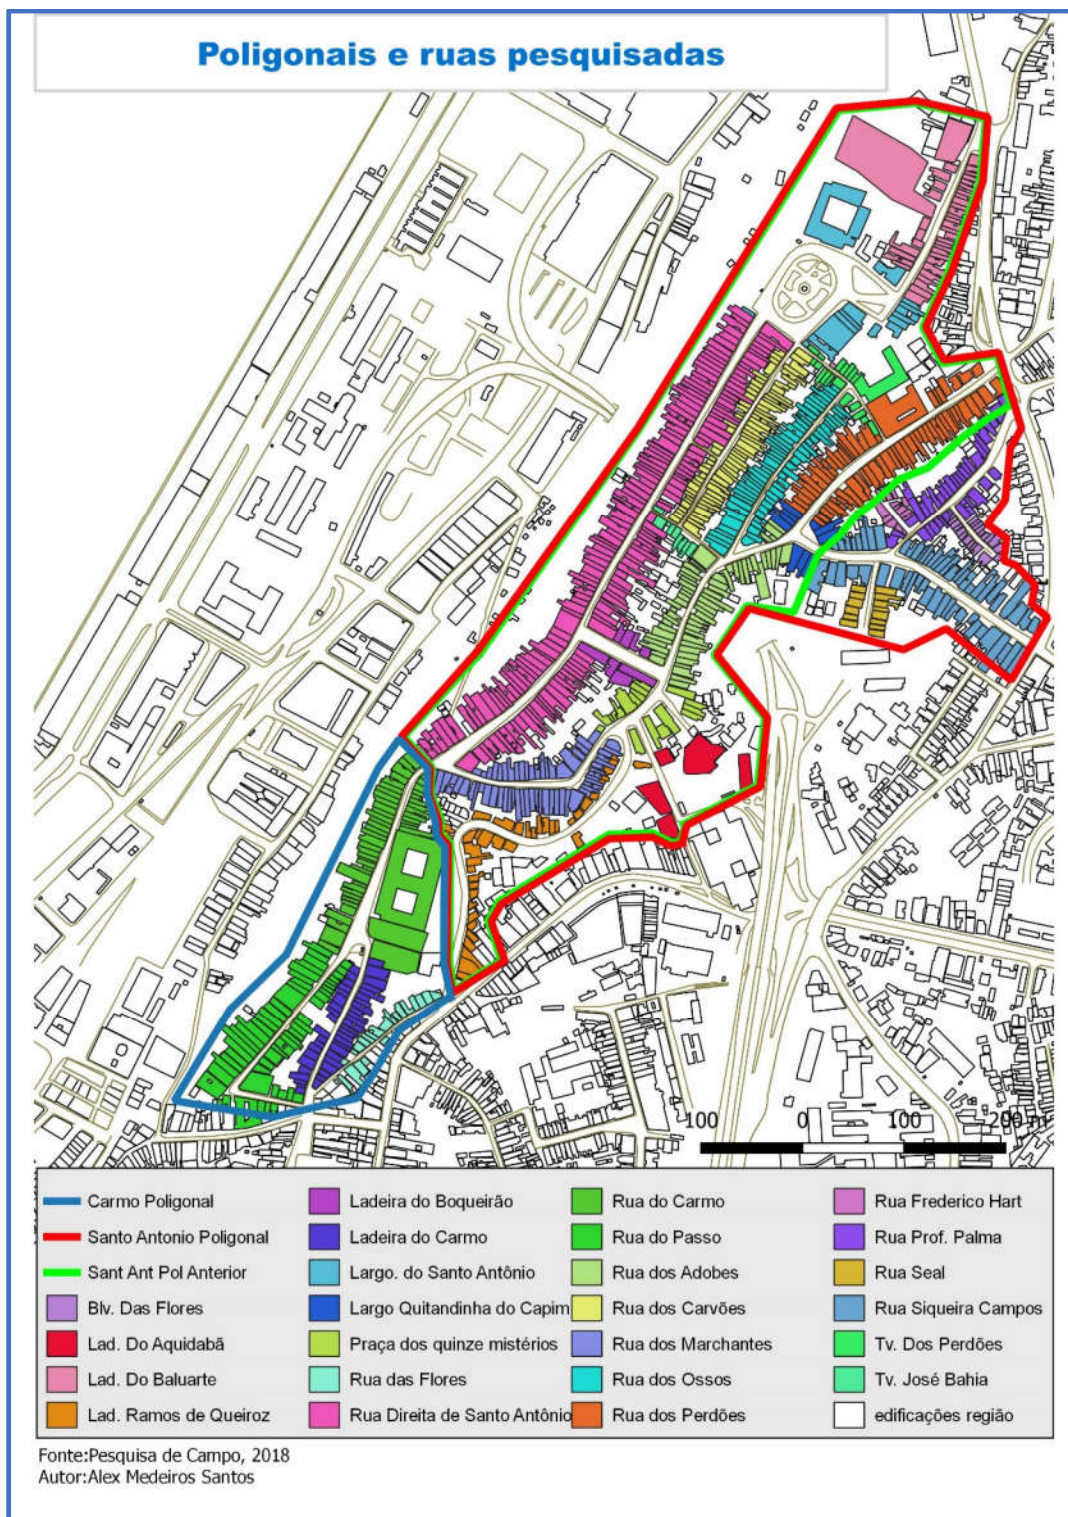 Poligonais e ruas pesquisadas
100 0 100 200 m
Carmo Poligonal
Santo Antonio Poligonal
Sant Ant Pol Anterior
Blv. Das Flores
Lad. Do Aquidabã
Lad. Do Baluarte
Lad. Ramos de Queiroz
Ladeira do Boqueirão
Ladeira do Carmo
Largo. do Santo Antônio
Largo Quitandinha do Capim
Praça dos quinze mistérios
Rua das Flores
Rua Direita de Santo Antônio
Rua do Carmo
Rua do Passo
Rua dos Adobes
Rua dos Carvões
Rua dos Marchantes
Rua dos Ossos
Rua dos Perdões
Rua Frederico Hart
Rua Prof. Palma
Rua Seal
Rua Siqueira Campos
Tv. Dos Perdões
Tv. José Bahia
edificações região
Fonte:Pesquisa de Campo, 2018
Autor:Alex Medeiros Santos